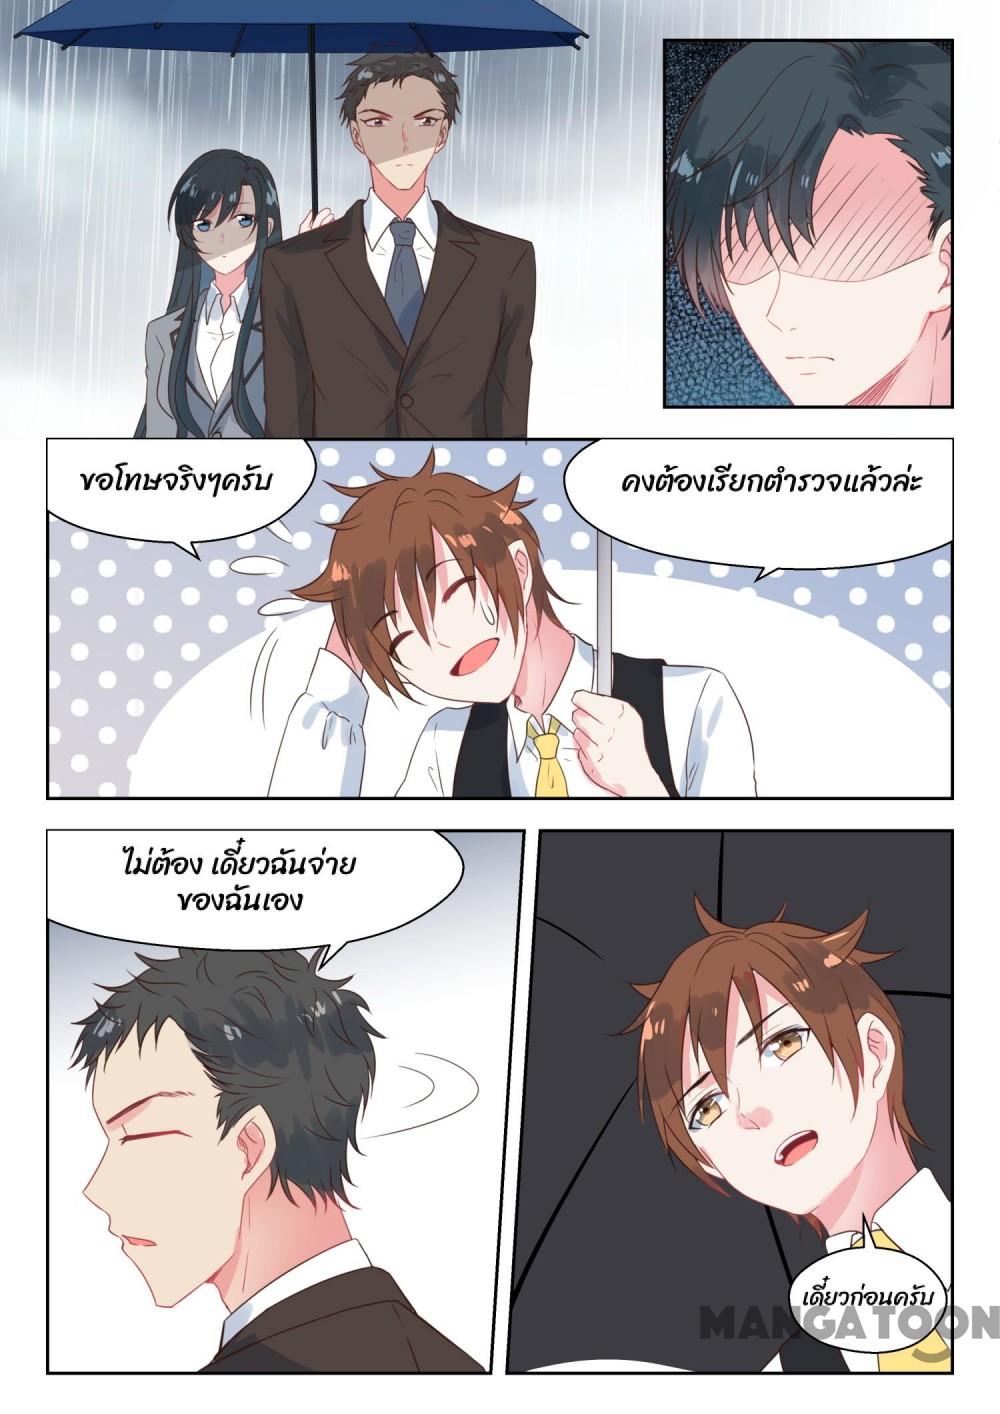 ขอโทษจริงๆครับ
คงต้องเรียกตำรวจแล้วล่ะ
ไม่ต้อง เดี๋ยวฉันจ่าย
ของฉันเอง
เดี๋ยวก่อนครับ
MANGATOON